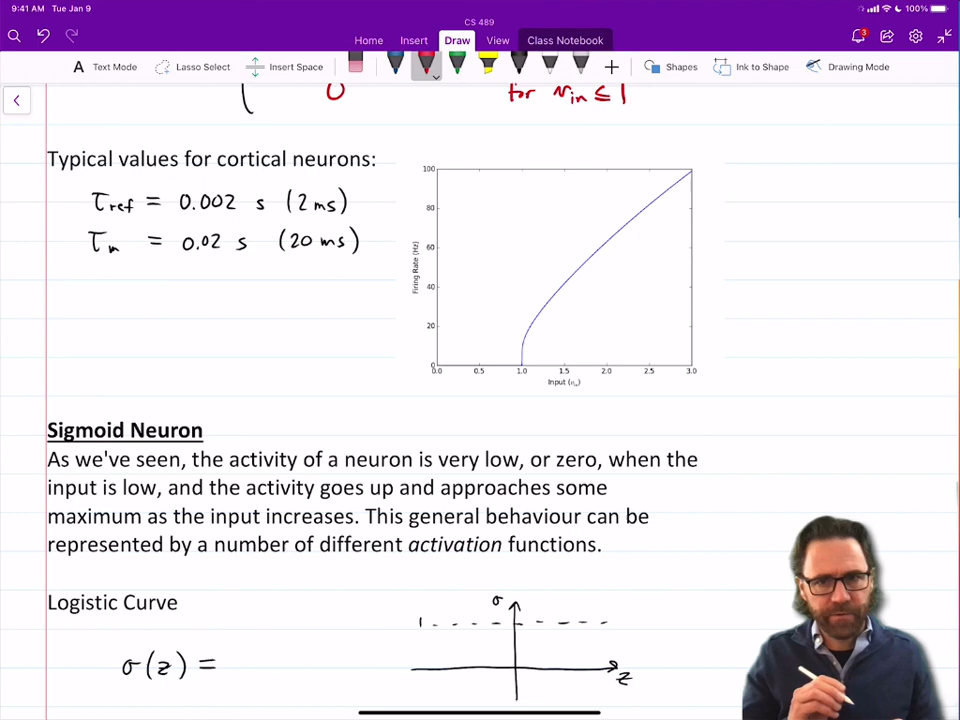 9:41 AM Tue Jan 9
100%
CS 489
Home Insert Draw View Class Notebook
3
A Text Mode Lasso Select Insert Space Shapes Ink to Shape Drawing Mode
0 for v_in ≤ 1
Typical values for cortical neurons:
τ_ref = 0.002 s (2 ms)
τ_m = 0.02 s (20 ms)
Firing Rate (Hz)
100
80
60
40
20
0
0.0 0.5 1.0 1.5 2.0 2.5 3.0
Input (v_in)
Sigmoid Neuron
As we've seen, the activity of a neuron is very low, or zero, when the
input is low, and the activity goes up and approaches some
maximum as the input increases. This general behaviour can be
represented by a number of different activation functions.
Logistic Curve
σ
1
σ(z) =
z